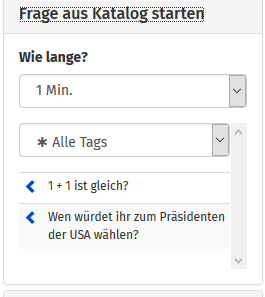 Frage aus Katalog starten
Wie lange?
1 Min.
✱ Alle Tags
1 + 1 ist gleich?
Wen würdet ihr zum Präsidenten
der USA wählen?